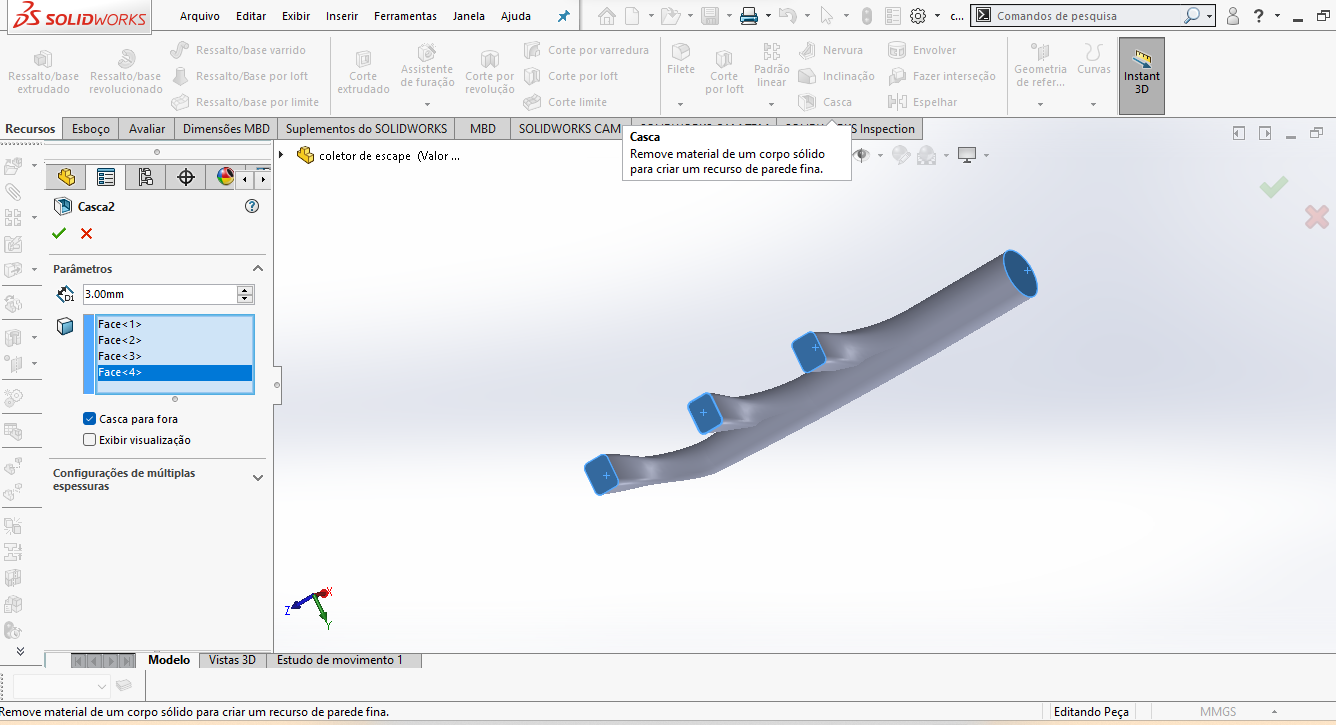 SOLIDWORKS
Arquivo Editar Exibir Inserir Ferramentas Janela Ajuda
c...
Comandos de pesquisa
?
Ressalto/base extrudado
Ressalto/base revolucionado
Ressalto/base varrido
Ressalto/Base por loft
Ressalto/base por limite
Corte extrudado
Assistente de furação
Corte por revolução
Corte por varredura
Corte por loft
Corte limite
Filete
Corte por loft
Padrão linear
Nervura
Inclinação
Casca
Envolver
Fazer interseção
Espelhar
Geometria de refer...
Curvas
Instant 3D
Recursos Esboço Avaliar Dimensões MBD Suplementos do SOLIDWORKS MBD SOLIDWORKS CAM
Inspection
Casca
Remove material de um corpo sólido
para criar um recurso de parede fina.
coletor de escape (Valor ...
Casca2
?
Parâmetros
D1
3.00mm
Face<1>
Face<2>
Face<3>
Face<4>
Casca para fora
Exibir visualização
Configurações de múltiplas
espessuras
X
Z
Y
Modelo Vistas 3D Estudo de movimento 1
Remove material de um corpo sólido para criar um recurso de parede fina.
Editando Peça
MMGS